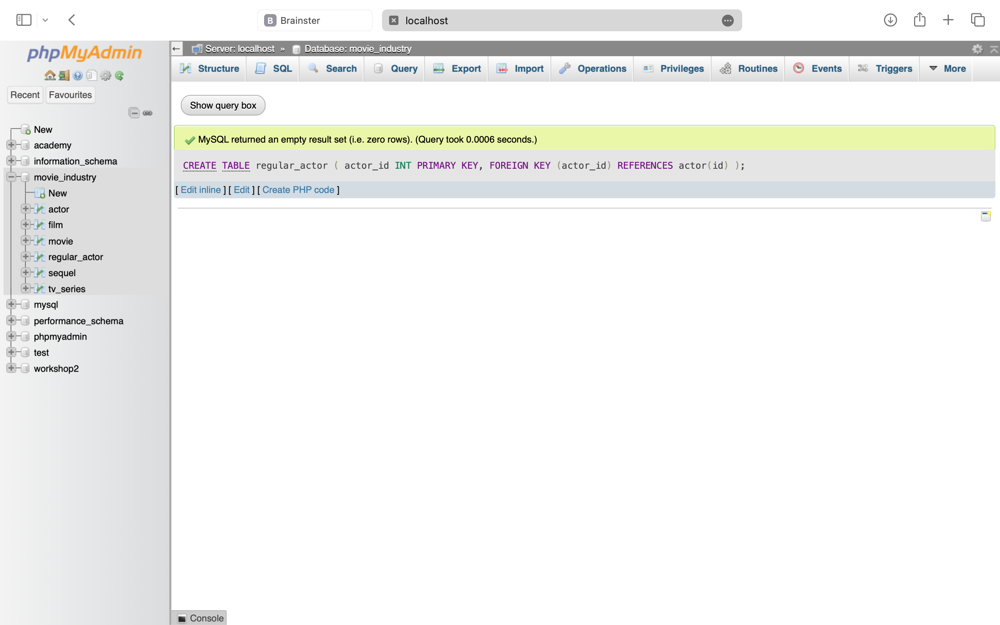 B Brainster
localhost
phpMyAdmin
Recent Favourites
New
academy
information_schema
movie_industry
New
actor
film
movie
regular_actor
sequel
tv_series
mysql
performance_schema
phpmyadmin
test
workshop2
Server: localhost » Database: movie_industry
Structure SQL Search Query Export Import Operations Privileges Routines Events Triggers More
Show query box
MySQL returned an empty result set (i.e. zero rows). (Query took 0.0006 seconds.)
CREATE TABLE regular_actor ( actor_id INT PRIMARY KEY, FOREIGN KEY (actor_id) REFERENCES actor(id) );
[ Edit inline ] [ Edit ] [ Create PHP code ]
Console